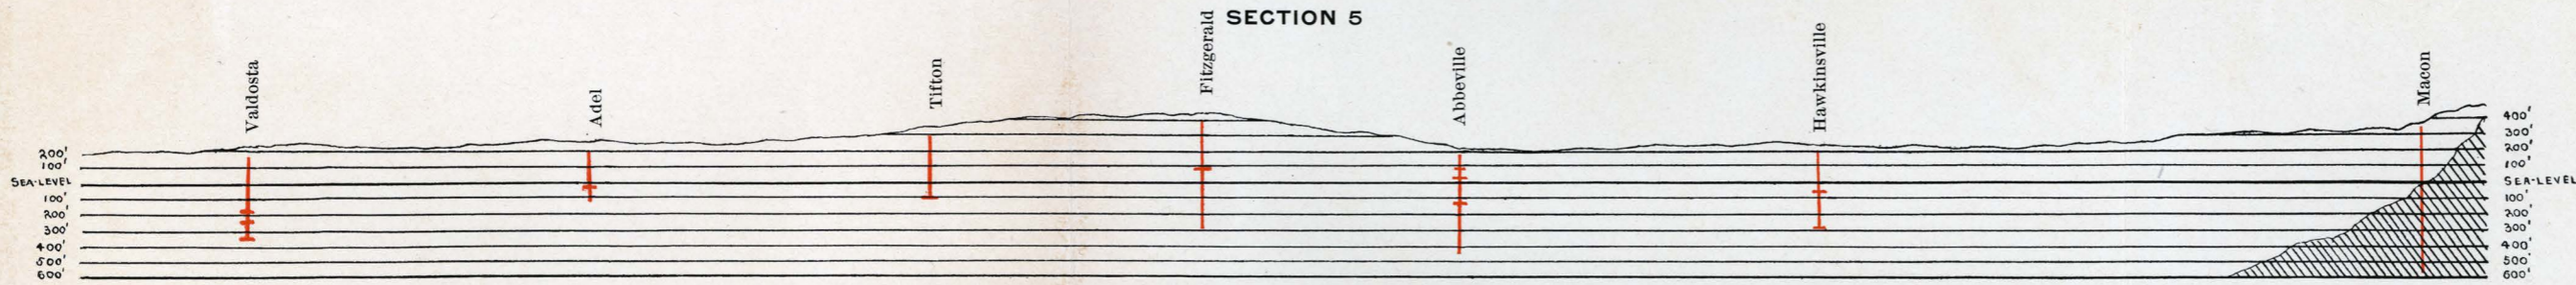 SECTION 5
Valdosta
Adel
Tifton
Fitzgerald
Abbeville
Hawkinsville
Macon
200'
100'
SEA-LEVEL
100'
200'
300'
400'
500'
600'
400'
300'
200'
100'
SEA-LEVEL
100'
200'
300'
400'
500'
600'